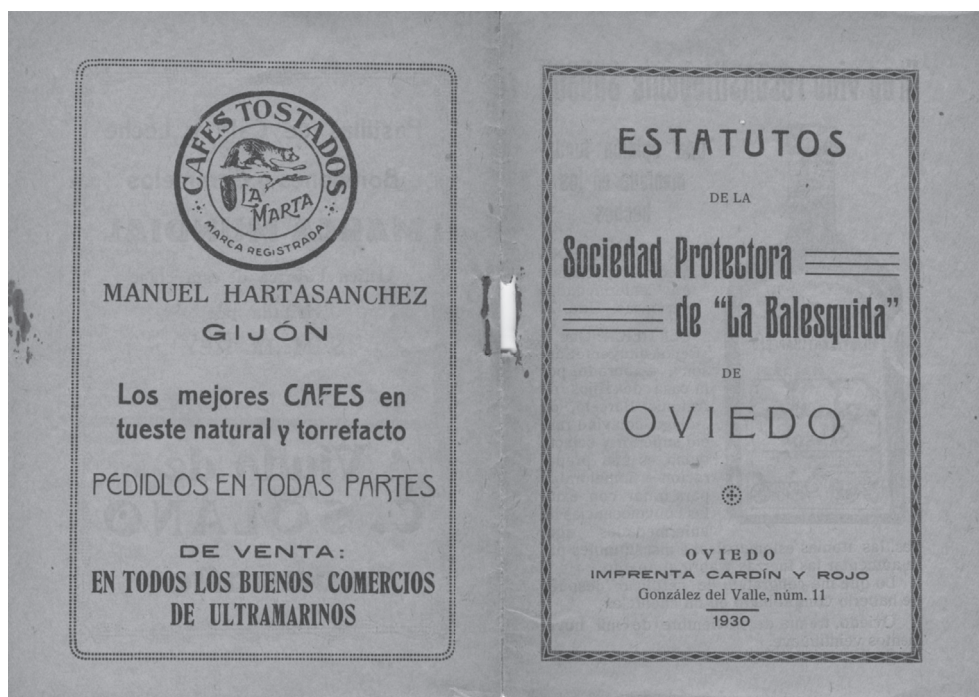 CAFES TOSTADOS
LA
MARTA
MARCA REGISTRADA
MANUEL HARTASANCHEZ
GIJÓN
Los mejores CAFES en
tueste natural y torrefacto
PEDIDLOS EN TODAS PARTES
DE VENTA:
EN TODOS LOS BUENOS COMERCIOS
DE ULTRAMARINOS
ESTATUTOS
DE LA
Sociedad Protectora
de "La Balesquida"
DE
OVIEDO
OVIEDO
IMPRENTA CARDÍN Y ROJO
González del Valle, núm. 11
1930